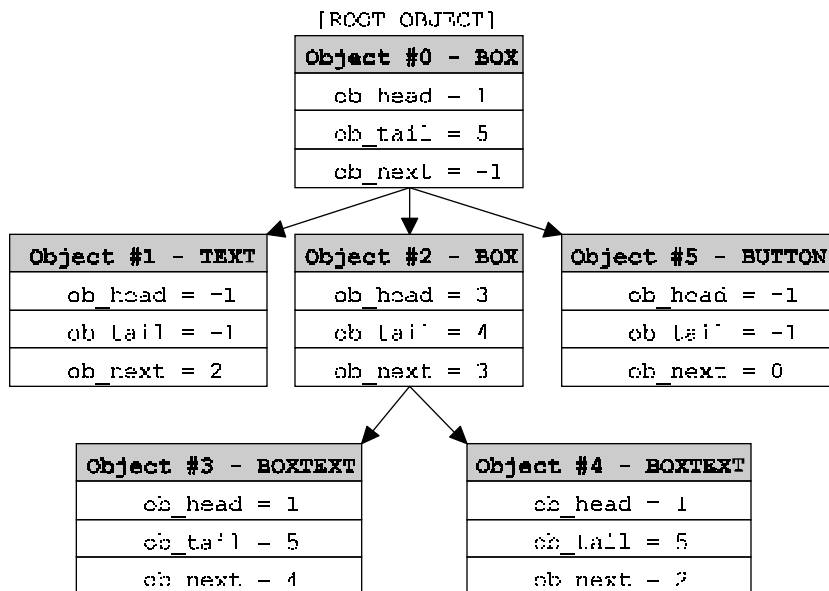 [ROOT OBJECT]
Object #0 - BOX
ob_head = 1
ob_tail = 5
ob_next = -1
Object #1 - TEXT
ob_head = -1
ob_tail = -1
ob_next = 2
Object #2 - BOX
ob_head = 3
ob_tail = 4
ob_next = 3
Object #5 - BUTTON
ob_head = -1
ob_tail = -1
ob_next = 0
Object #3 - BOXTEXT
ob_head = 1
ob_tail = 5
ob_next = 4
Object #4 - BOXTEXT
ob_head = 1
ob_tail = 5
ob_next = 2